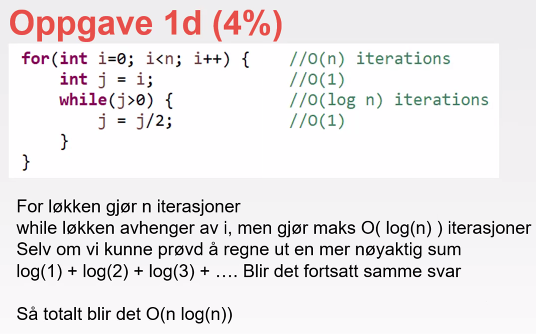 Oppgave 1d (4%)
for(int i=0; i<n; i++) { //O(n) iterations
int j = i; //O(1)
while(j>0) { //O(log n) iterations
j = j/2; //O(1)
}
}
For løkken gjør n iterasjoner
while løkken avhenger av i, men gjør maks O( log(n) ) iterasjoner
Selv om vi kunne prøvd å regne ut en mer nøyaktig sum
log(1) + log(2) + log(3) + …. Blir det fortsatt samme svar
Så totalt blir det O(n log(n))